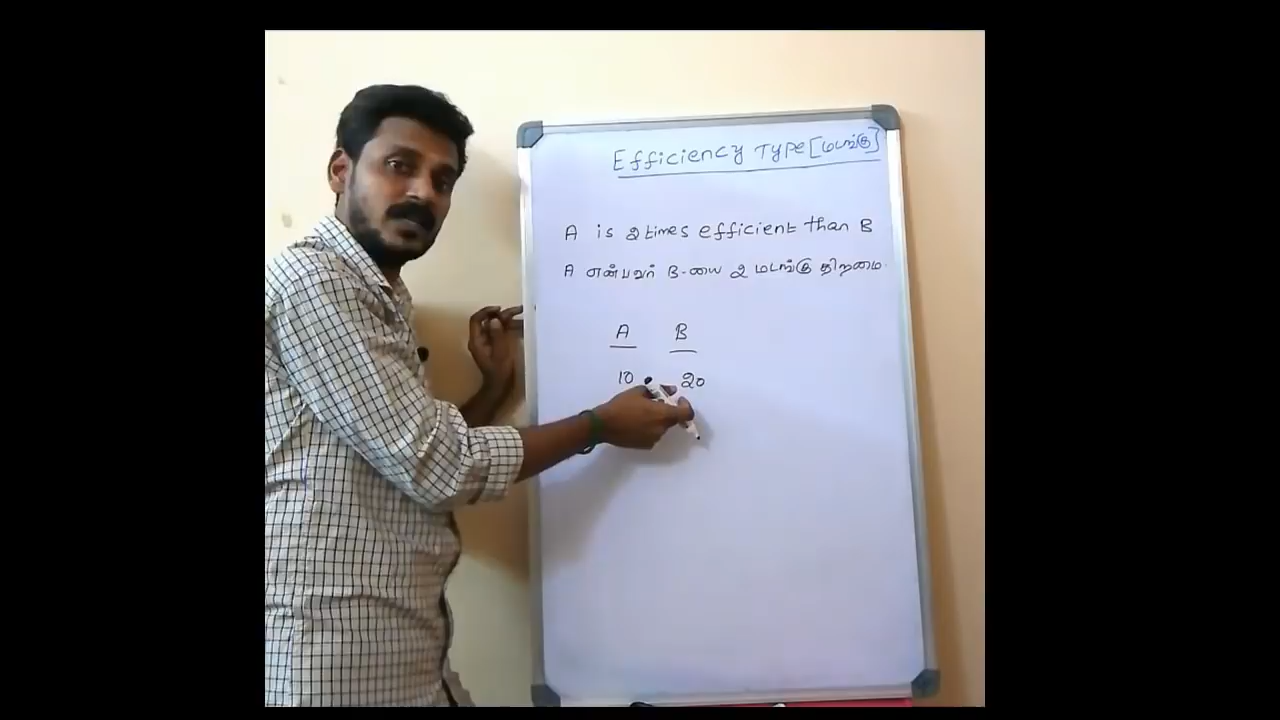 Efficiency Type [மடங்கு]
A is 2 times efficient than B
A என்பவர் B-யை 2 மடங்கு திறமை.
A B
10 20